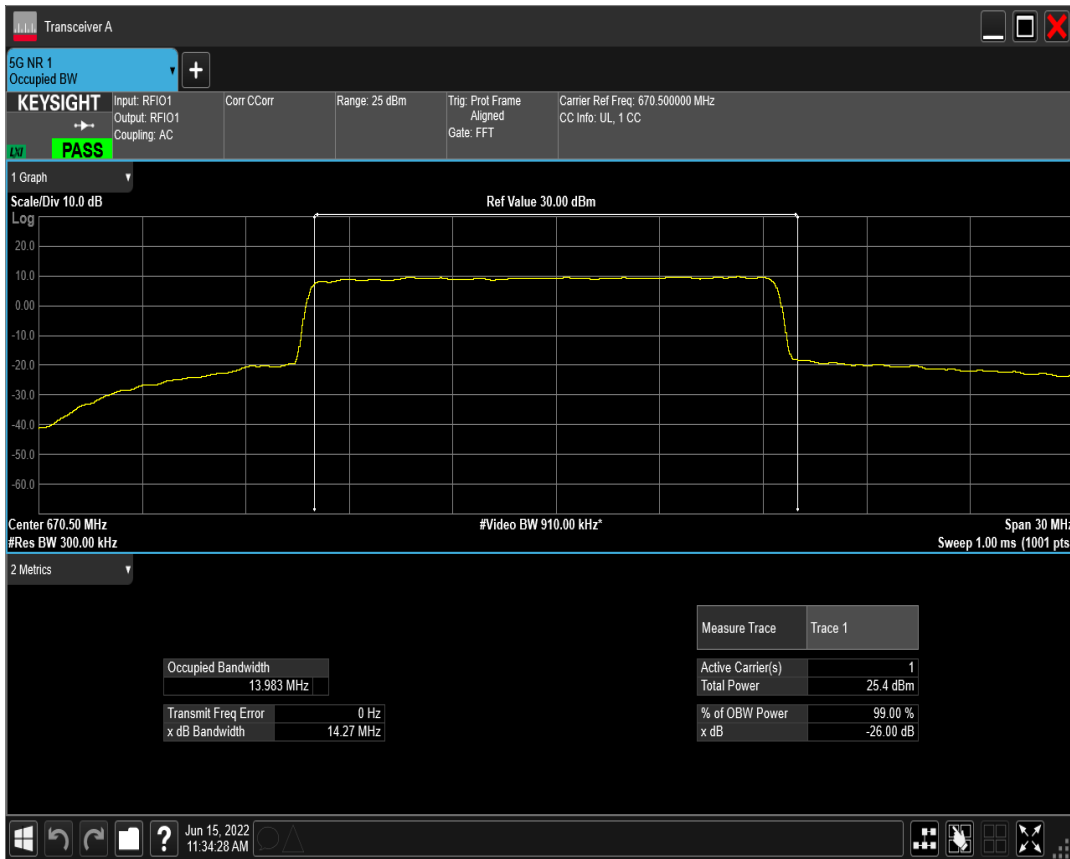 Transceiver A
5G NR 1
Occupied BW
+
KEYSIGHT
LXI
PASS
Input: RFIO1
Output: RFIO1
Coupling: AC
Corr CCorr
Range: 25 dBm
Trig: Prot Frame
Aligned
Gate: FFT
Carrier Ref Freq: 670.500000 MHz
CC Info: UL, 1 CC
1 Graph
Scale/Div 10.0 dB
Ref Value 30.00 dBm
Log
20.0
10.0
0.00
-10.0
-20.0
-30.0
-40.0
-50.0
-60.0
Center 670.50 MHz
#Video BW 910.00 kHz*
Span 30 MHz
#Res BW 300.00 kHz
Sweep 1.00 ms (1001 pts
2 Metrics
Measure Trace Trace 1
Occupied Bandwidth
13.983 MHz
Active Carrier(s) 1
Total Power 25.4 dBm
Transmit Freq Error 0 Hz
x dB Bandwidth 14.27 MHz
% of OBW Power 99.00 %
x dB -26.00 dB
?
Jun 15, 2022
11:34:28 AM